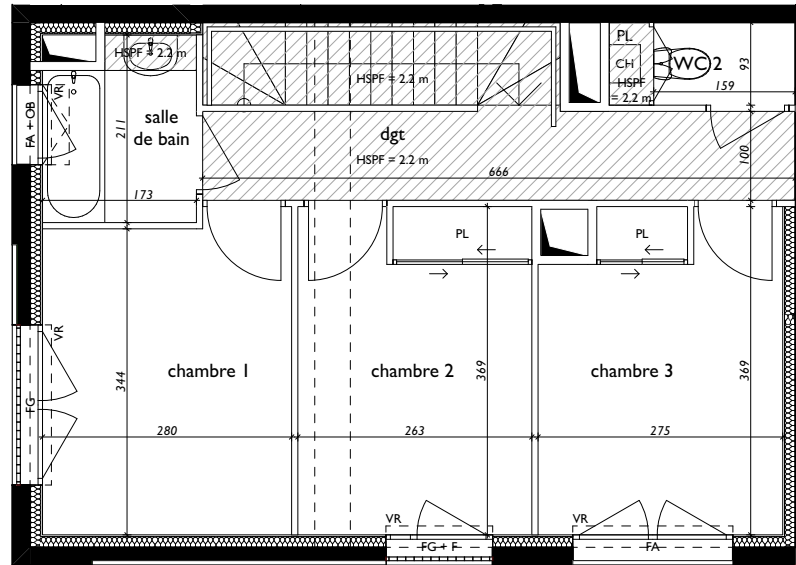 HSPF = 2.2 m
VR
FA + OB
211
salle
de bain
173
HSPF = 2.2 m
dgt
HSPF = 2.2 m
666
PL
CH
HSPF
= 2,2 m
WC 2
93
159
100
PL
PL
VR
FG
344
chambre 1
280
chambre 2
263
369
chambre 3
275
369
VR
FG + F
VR
FA